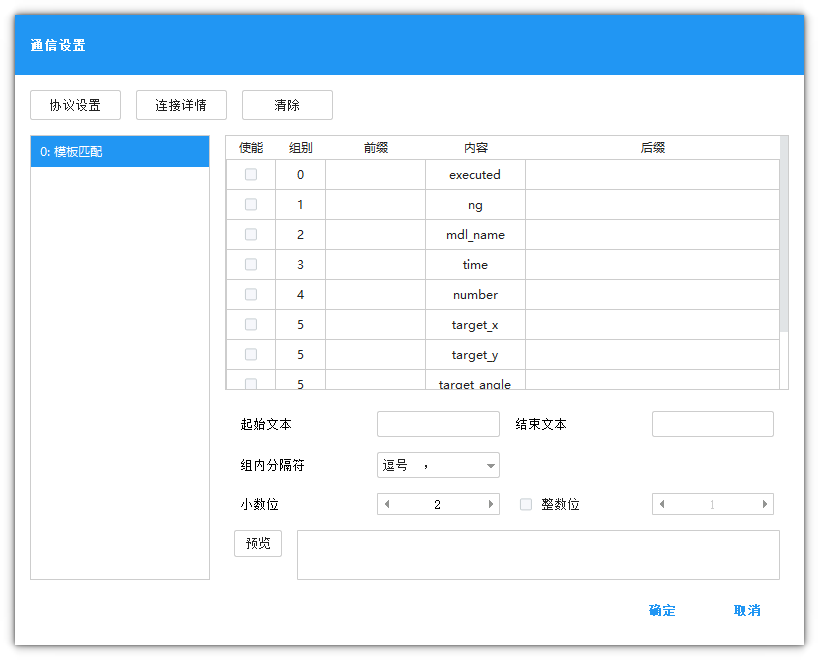 通信设置
协议设置 连接详情 清除
0: 模板匹配
使能 组别 前缀 内容 后缀
0 executed
1 ng
2 mdl_name
3 time
4 number
5 target_x
5 target_y
5 target_angle
起始文本 结束文本
组内分隔符 逗号 ，
小数位 2 整数位 1
预览
确定 取消